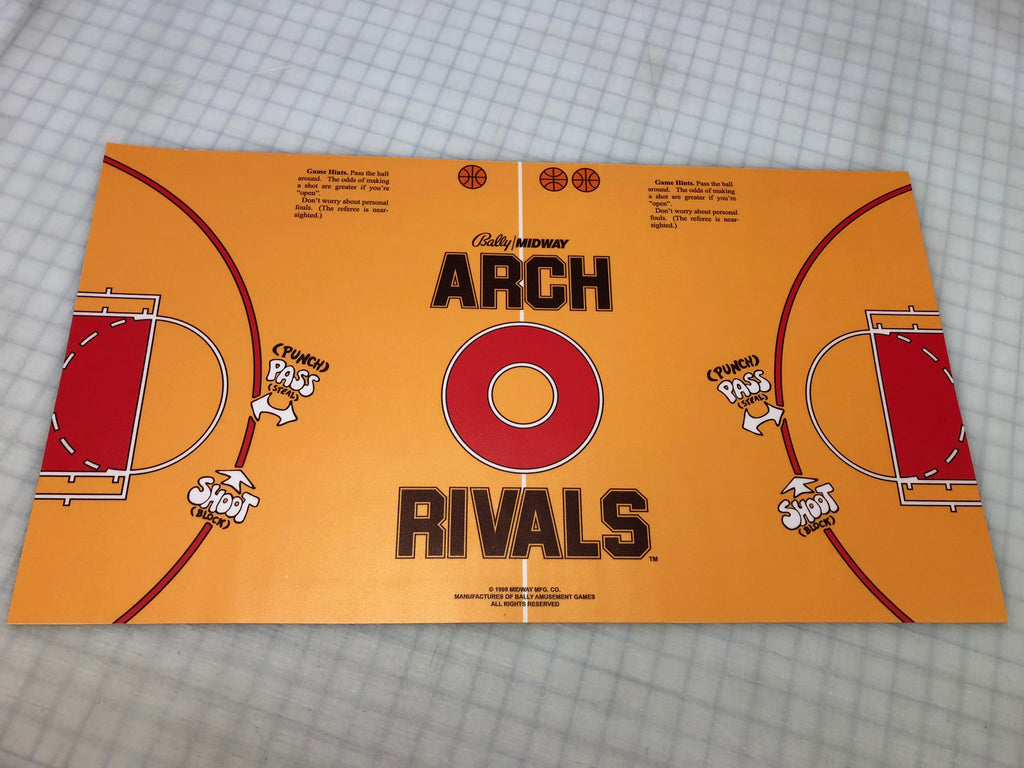 Game Hints. Pass the ball
around. The odds of making
a shot are greater if you're
"open".
Don't worry about personal
fouls. (The referee is near-
sighted.)
Game Hints. Pass the ball
around. The odds of making
a shot are greater if you're
"open".
Don't worry about personal
fouls. (The referee is near-
sighted.)
Bally/MIDWAY
ARCH
(PUNCH)
PASS
(STEAL)
(PUNCH)
PASS
(STEAL)
SHOOT
(BLOCK)
SHOOT
(BLOCK)
RIVALS™
© 1989 MIDWAY MFG. CO.
MANUFACTURES OF BALLY AMUSEMENT GAMES
ALL RIGHTS RESERVED